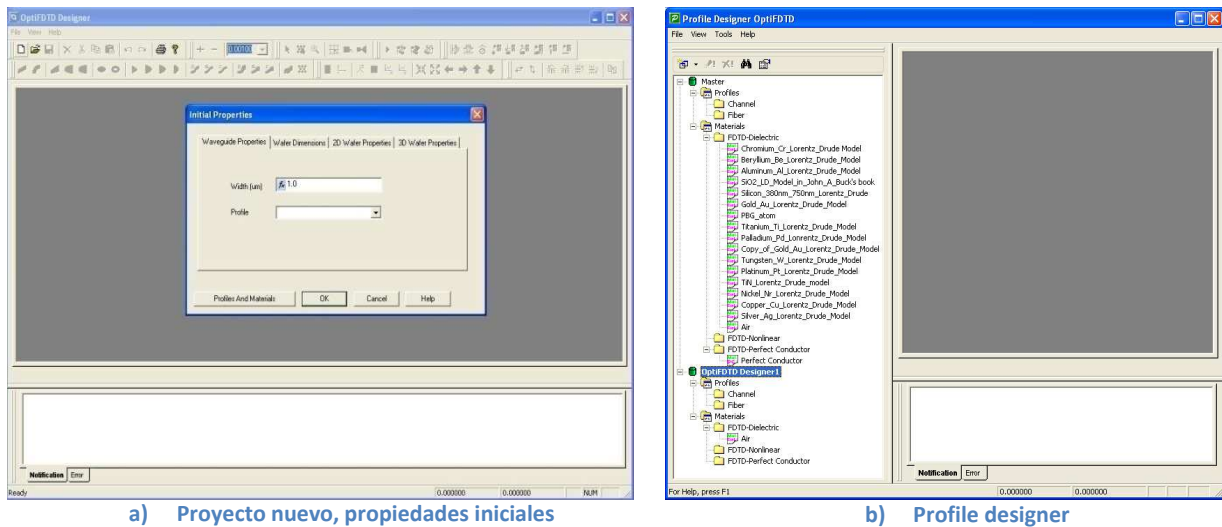 OptiFDTD Designer
File View Help
Initial Properties
Waveguide Properties Wafer Dimensions 2D Wafer Properties 3D Wafer Properties
Width (um) 1.0
Profile
Profiles And Materials OK Cancel Help
Notification Error
Ready 0.000000 0.000000 NUM
a) Proyecto nuevo, propiedades iniciales
Profile Designer OptiFDTD
File View Tools Help
Master
Profiles
Channel
Fiber
Materials
FDTD-Dielectric
Chromium_Cr_Lorentz_Drude Model
Beryllium_Be_Lorentz_Drude_Model
Aluminum_Al_Lorentz_Drude_Model
SiO2_LD_Model_in_John_A_Buck's book
Silicon_380nm_750nm_Lorentz_Drude
Gold_Au_Lorentz_Drude_Model
PBG_atom
Titanium_Ti_Lorentz_Drude_Model
Palladium_Pd_Lonrentz_Drude_Model
Copy_of_Gold_Au_Lorentz_Drude_Model
Tungsten_W_Lorentz_Drude_Model
Platinum_Pt_Lorentz_Drude_Model
TiN_Lorentz_Drude_model
Nickel_Nr_Lorentz_Drude_Model
Copper_Cu_Lorentz_Drude_Model
Silver_Ag_Lorentz_Drude_Model
Air
FDTD-Nonlinear
FDTD-Perfect Conductor
Perfect Conductor
OptiFDTD Designer1
Profiles
Channel
Fiber
Materials
FDTD-Dielectric
Air
FDTD-Nonlinear
FDTD-Perfect Conductor
Notification Error
For Help, press F1 0.000000 0.000000
b) Profile designer